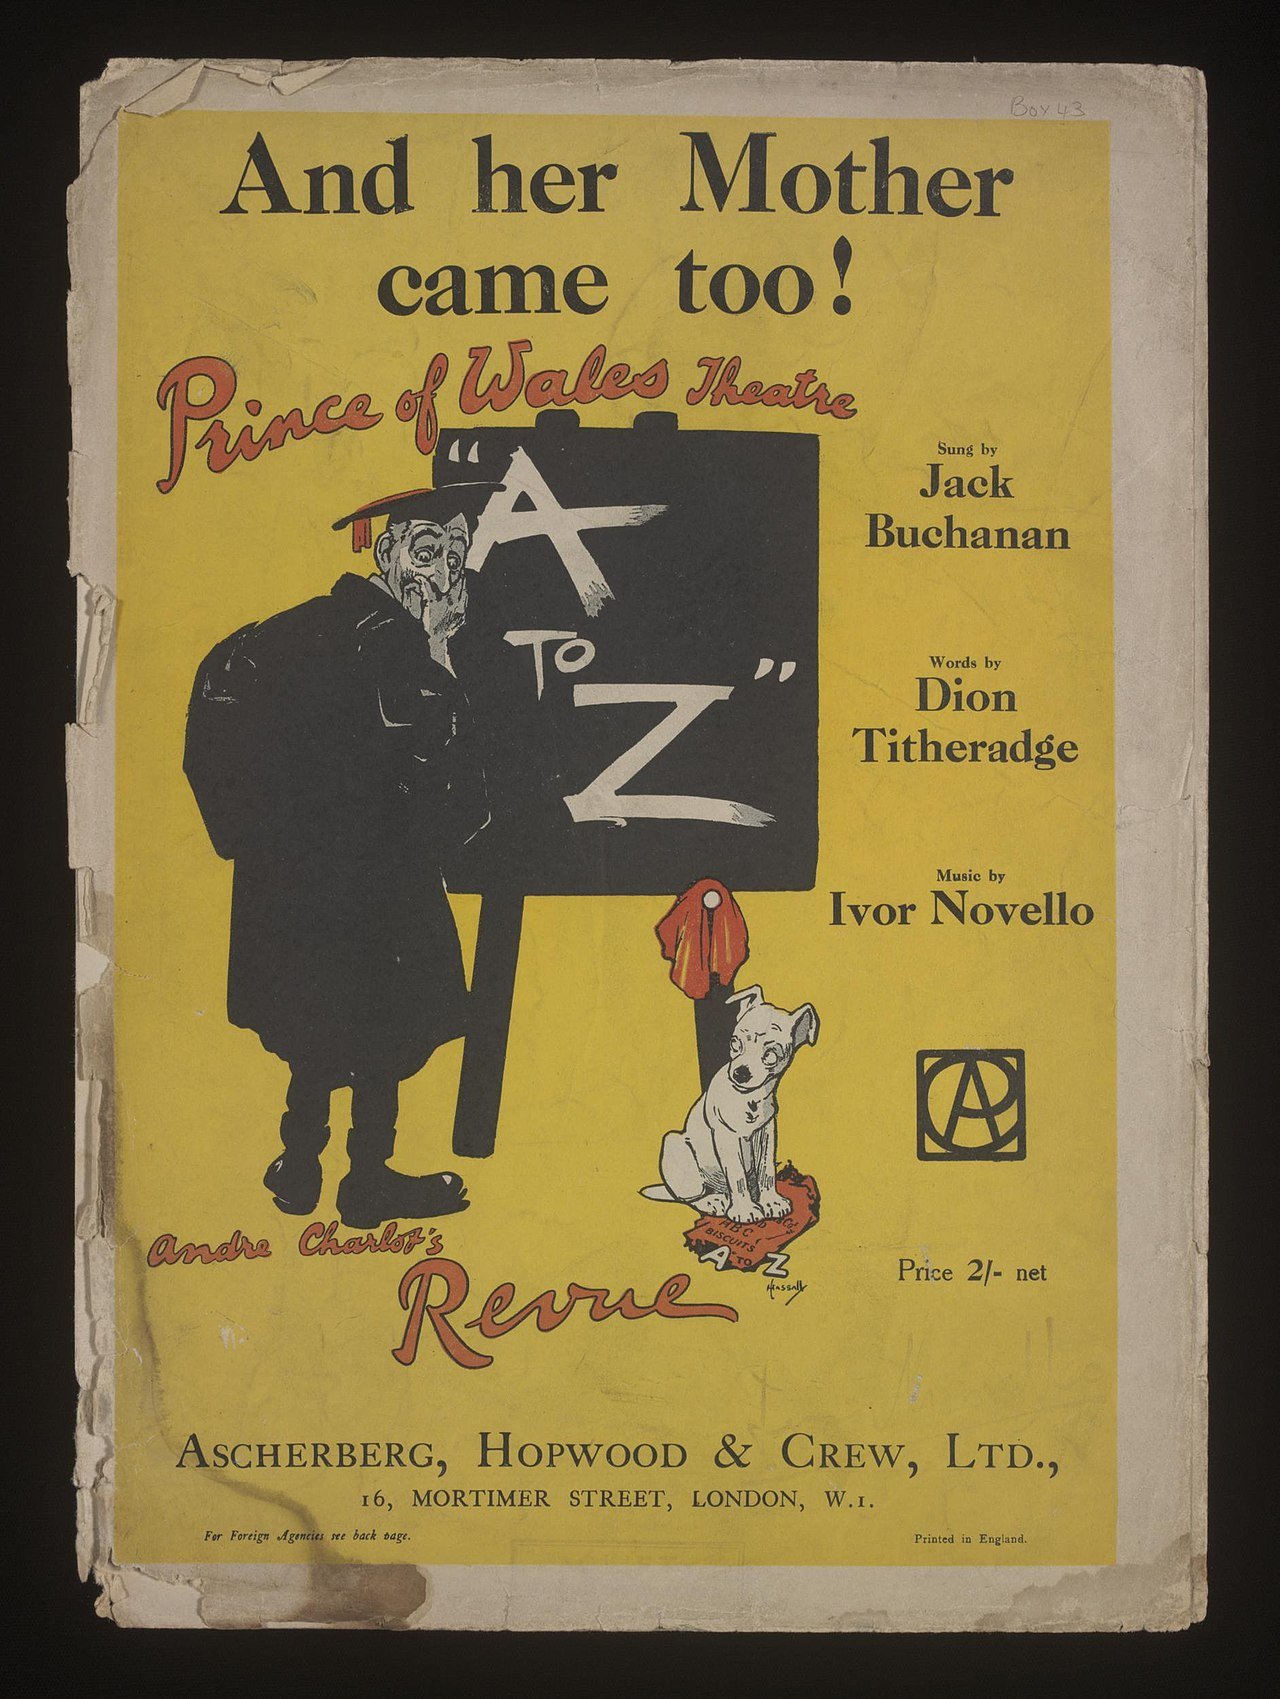 Box 43
And her Mother
came too!
Prince of Wales Theatre
"A
TO
Z"
Sung by
Jack
Buchanan
Words by
Dion
Titheradge
Music by
Ivor Novello
Andre Charlot's
Revue
BISCUITS
A TO Z
Hassall
Price 2/- net
ASCHERBERG, HOPWOOD & CREW, LTD.,
16, MORTIMER STREET, LONDON, W.1.
For Foreign Agencies see back page.
Printed in England.